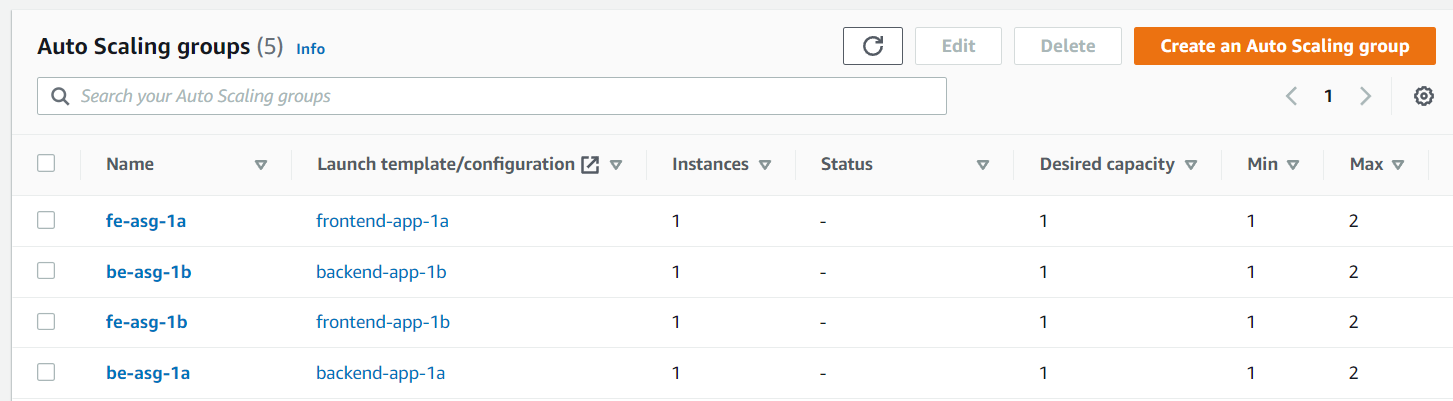 Auto Scaling groups (5) Info Edit Delete Create an Auto Scaling group
Search your Auto Scaling groups 1
Name Launch template/configuration Instances Status Desired capacity Min Max
fe-asg-1a frontend-app-1a 1 - 1 1 2
be-asg-1b backend-app-1b 1 - 1 1 2
fe-asg-1b frontend-app-1b 1 - 1 1 2
be-asg-1a backend-app-1a 1 - 1 1 2